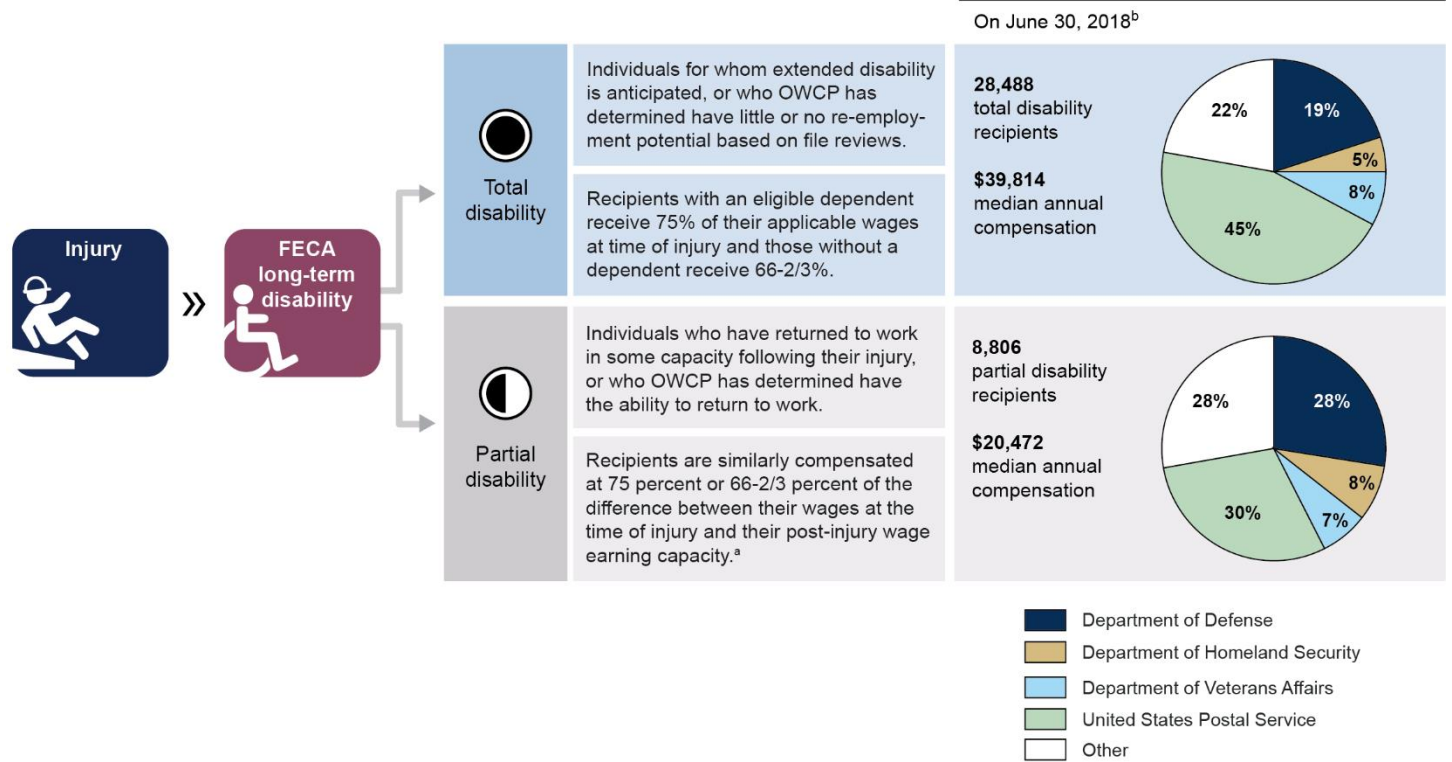 On June 30, 2018ᵇ
Injury
FECA
long-term
disability
Total
disability
Individuals for whom extended disability
is anticipated, or who OWCP has
determined have little or no re-employ-
ment potential based on file reviews.
Recipients with an eligible dependent
receive 75% of their applicable wages
at time of injury and those without a
dependent receive 66-2/3%.
28,488
total disability
recipients
$39,814
median annual
compensation
22%
19%
5%
8%
45%
Partial
disability
Individuals who have returned to work
in some capacity following their injury,
or who OWCP has determined have
the ability to return to work.
Recipients are similarly compensated
at 75 percent or 66-2/3 percent of the
difference between their wages at the
time of injury and their post-injury wage
earning capacity.ᵃ
8,806
partial disability
recipients
$20,472
median annual
compensation
28%
28%
8%
7%
30%
Department of Defense
Department of Homeland Security
Department of Veterans Affairs
United States Postal Service
Other